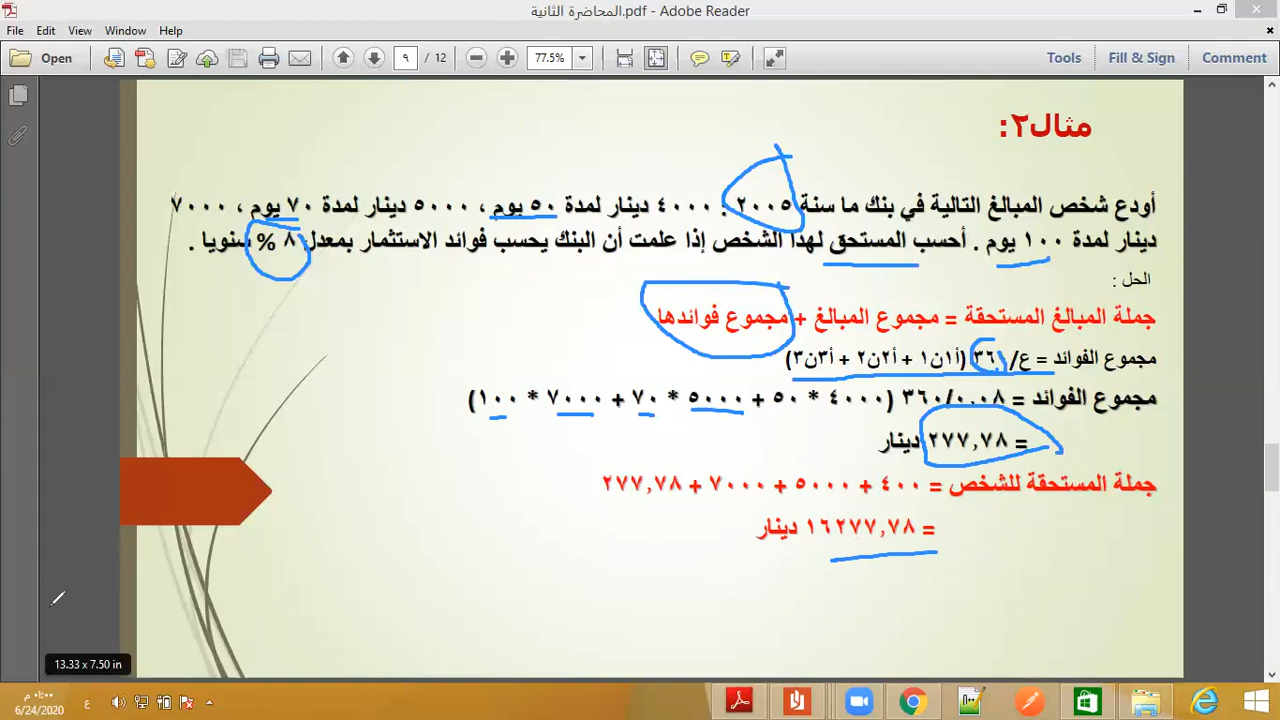 المحاضرة الثانية.pdf - Adobe Reader
File Edit View Window Help
Open ٩ / 12 77.5% Tools Fill & Sign Comment
مثال٢:
أودع شخص المبالغ التالية في بنك ما سنة ٢٠٠٥ : ٤٠٠٠ دينار لمدة ٥٠ يوم ، ٥٠٠٠ دينار لمدة ٧٠ يوم ، ٧٠٠٠
دينار لمدة ١٠٠ يوم . أحسب المستحق لهذا الشخص إذا علمت أن البنك يحسب فوائد الاستثمار بمعدل ٨ % سنويا .
الحل :
جملة المبالغ المستحقة = مجموع المبالغ + مجموع فوائدها
مجموع الفوائد = ع/٣٦٠ (أ١ن١ + أ٢ن٢ + أ٣ن٣)
مجموع الفوائد = ٣٦٠/٠,٠٨ (٤٠٠٠ * ٥٠ + ٥٠٠٠ * ٧٠ + ٧٠٠٠ * ١٠٠)
= ٢٧٧,٧٨ دينار
جملة المستحقة للشخص = ٤٠٠ + ٥٠٠٠ + ٧٠٠٠ + ٢٧٧,٧٨
= ١٦٢٧٧,٧٨ دينار
13.33 x 7.50 in
٠١:٠٠ م
ع
6/24/2020